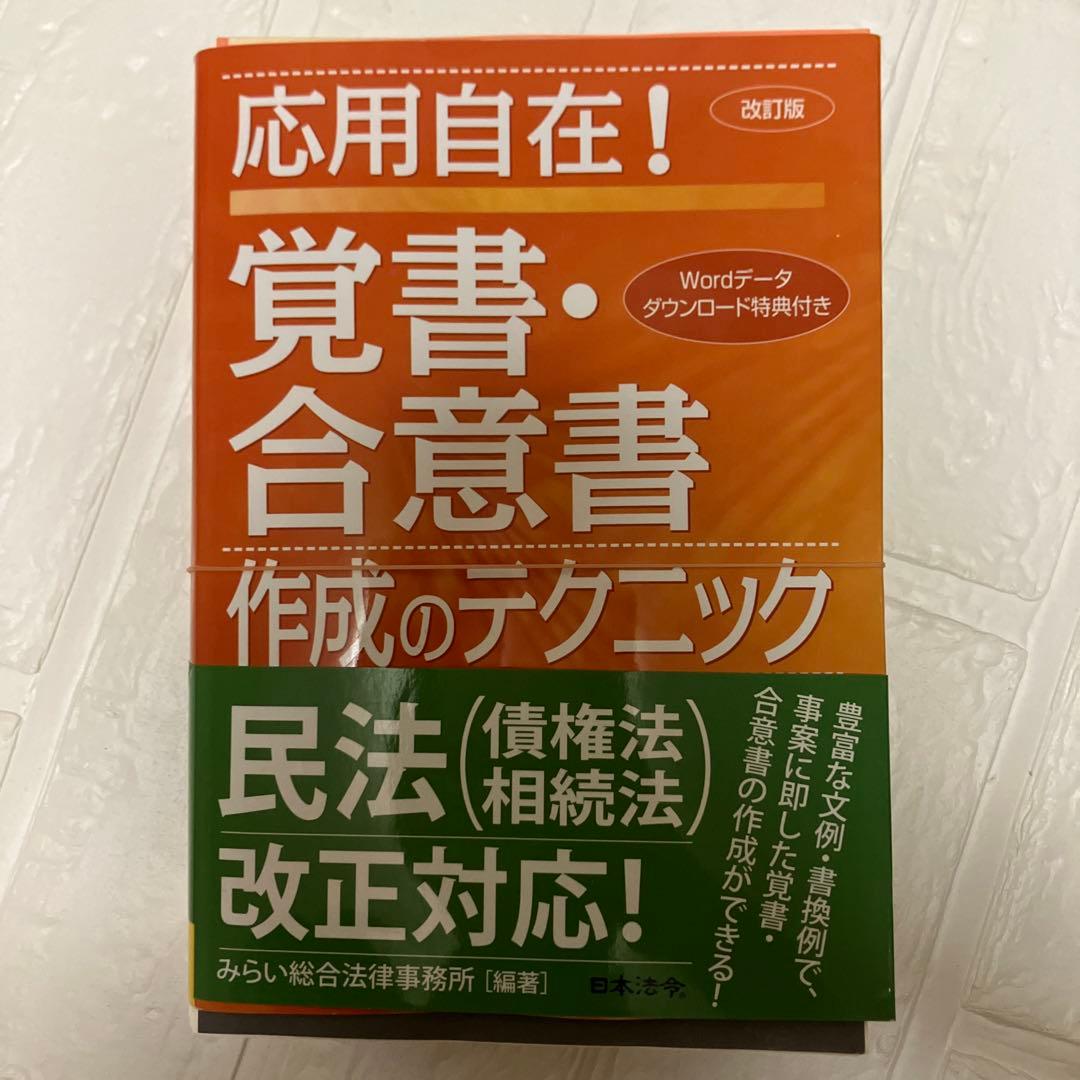 応用自在!
改訂版
覚書・
合意書
Wordデータ
ダウンロード特典付き
作成のテクニック
民法(債権法
相続法)
改正対応!
豊富な文例・書換例で、
事案に即した覚書・
合意書の作成ができる!
みらい総合法律事務所[編著]
日本法令®